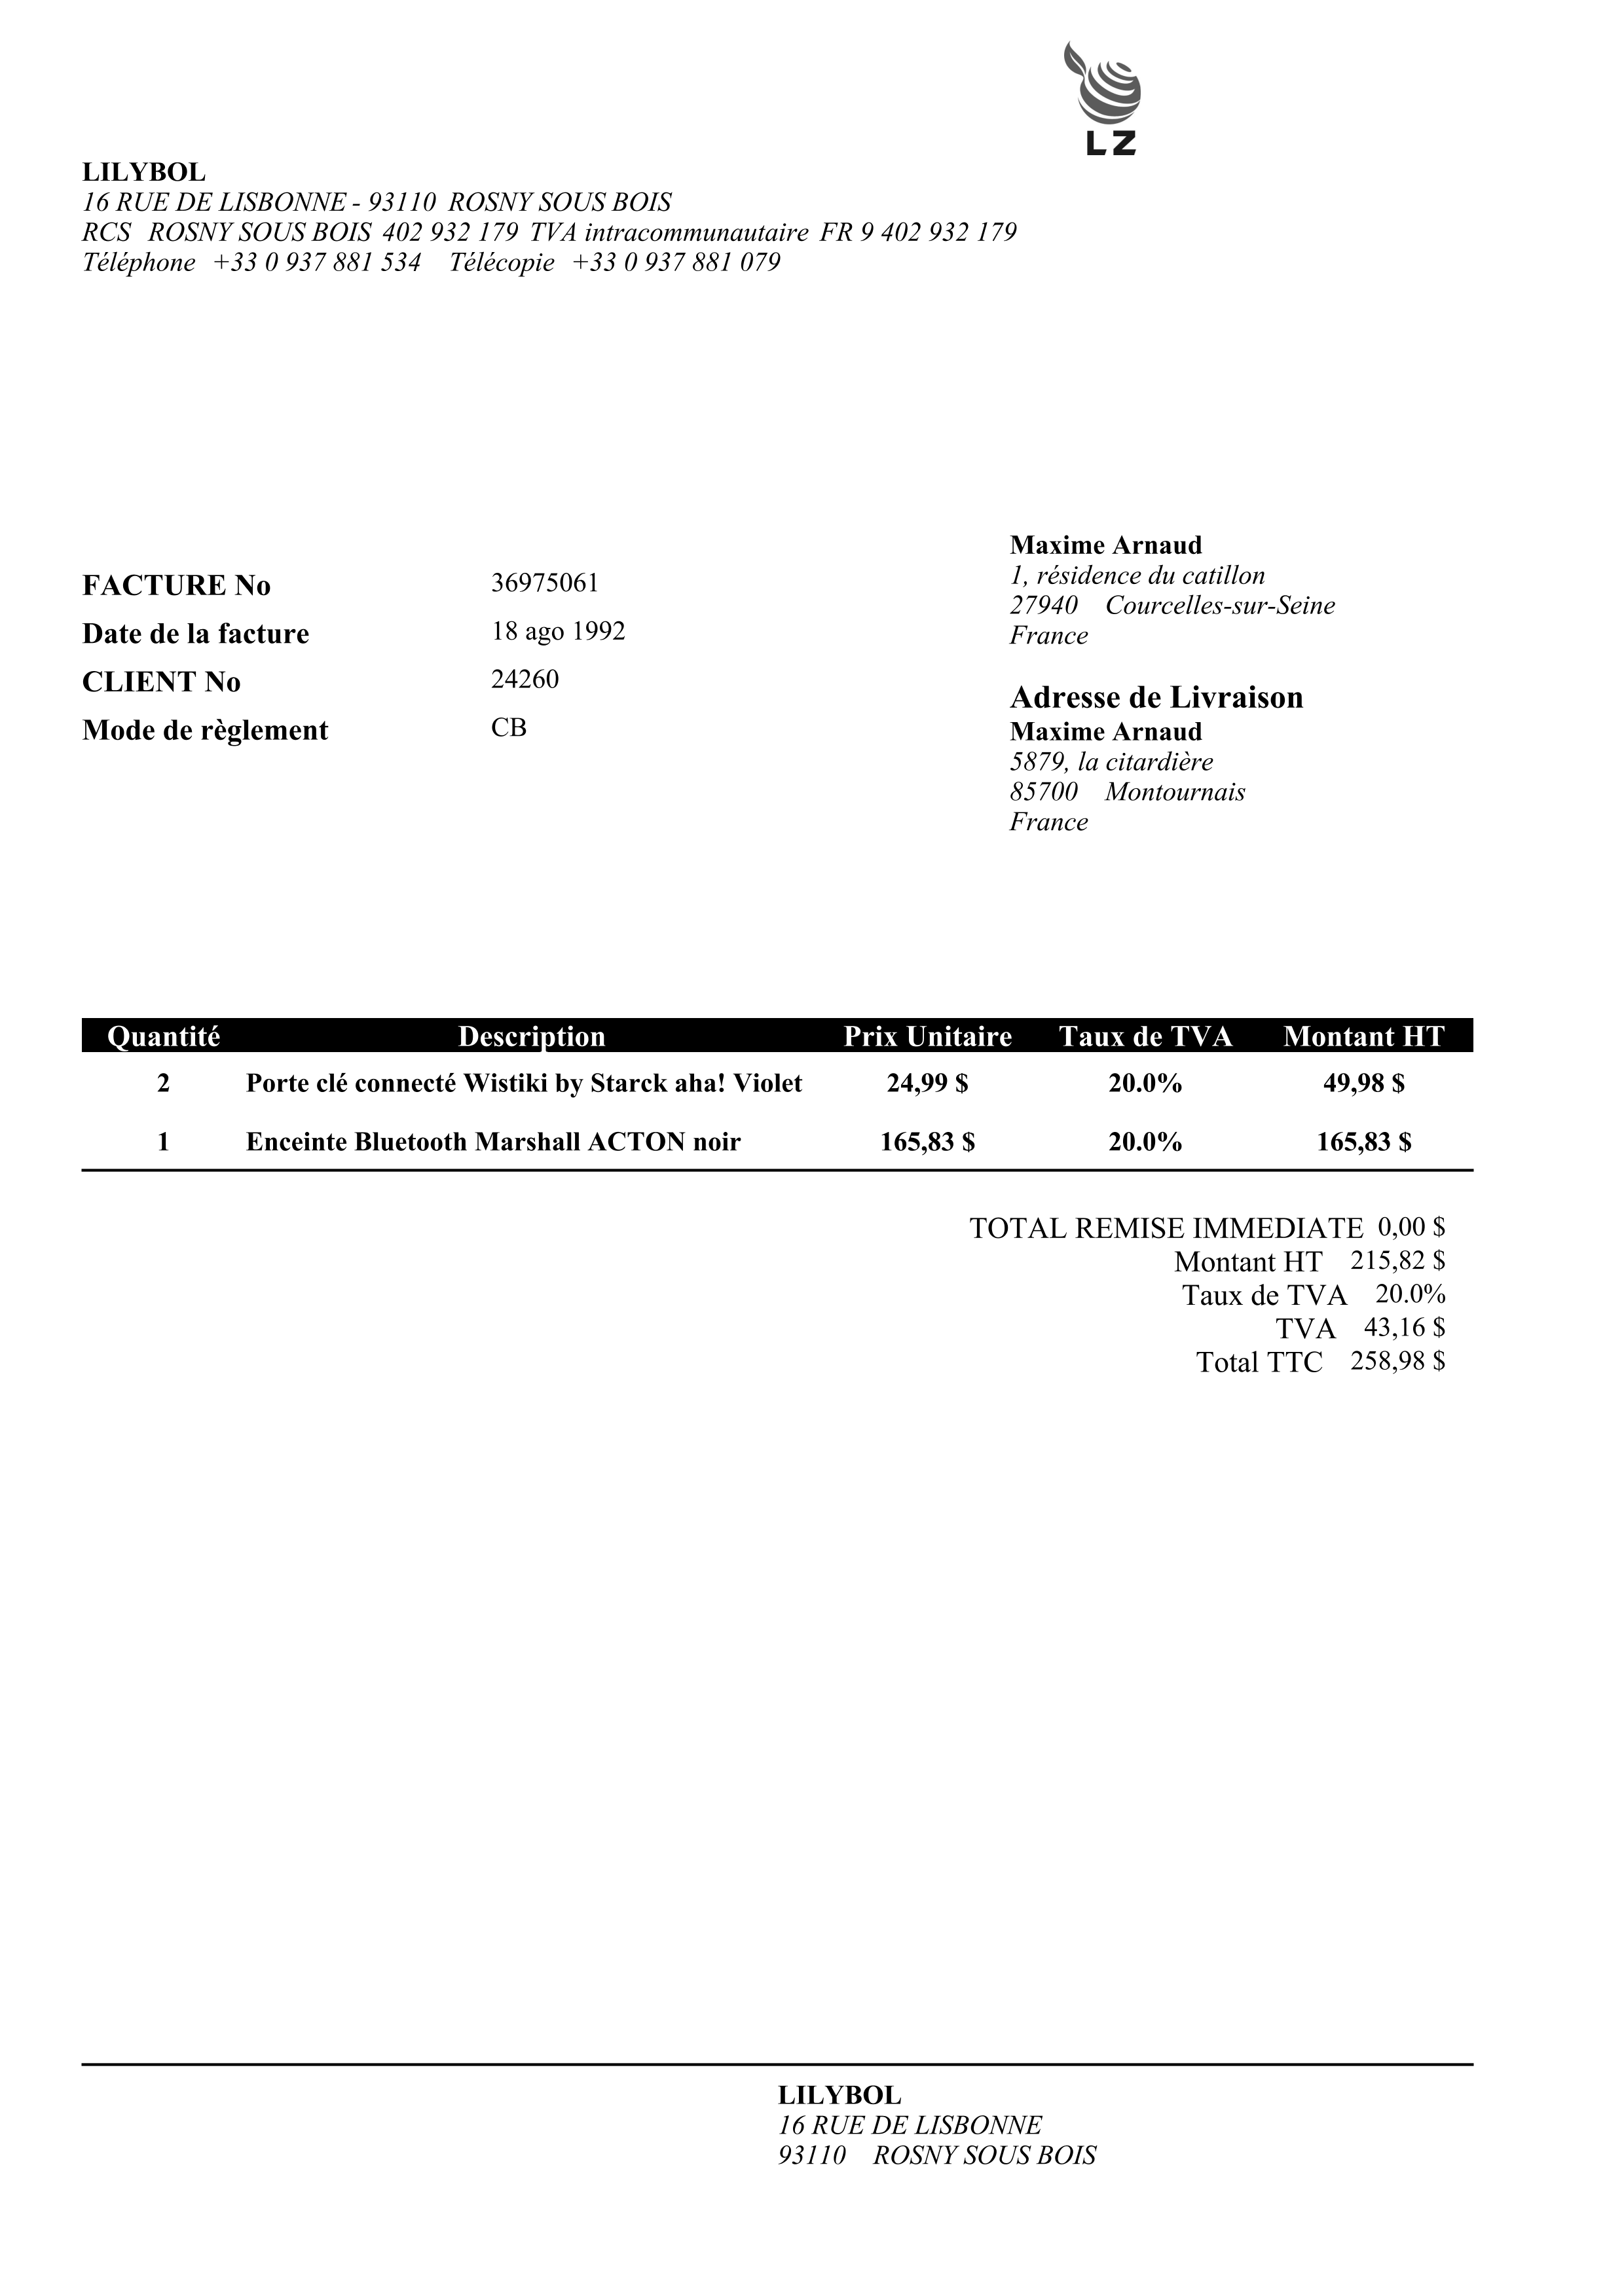 LZ
LILYBOL
16 RUE DE LISBONNE - 93110 ROSNY SOUS BOIS
RCS ROSNY SOUS BOIS 402 932 179 TVA intracommunautaire FR 9 402 932 179
Téléphone +33 0 937 881 534 Télécopie +33 0 937 881 079
FACTURE No 36975061
Date de la facture 18 ago 1992
CLIENT No 24260
Mode de règlement CB
Maxime Arnaud
1, résidence du catillon
27940 Courcelles-sur-Seine
France
Adresse de Livraison
Maxime Arnaud
5879, la citardière
85700 Montournais
France
Quantité Description Prix Unitaire Taux de TVA Montant HT
2 Porte clé connecté Wistiki by Starck aha! Violet 24,99 $ 20.0% 49,98 $
1 Enceinte Bluetooth Marshall ACTON noir 165,83 $ 20.0% 165,83 $
TOTAL REMISE IMMEDIATE 0,00 $
Montant HT 215,82 $
Taux de TVA 20.0%
TVA 43,16 $
Total TTC 258,98 $
LILYBOL
16 RUE DE LISBONNE
93110 ROSNY SOUS BOIS